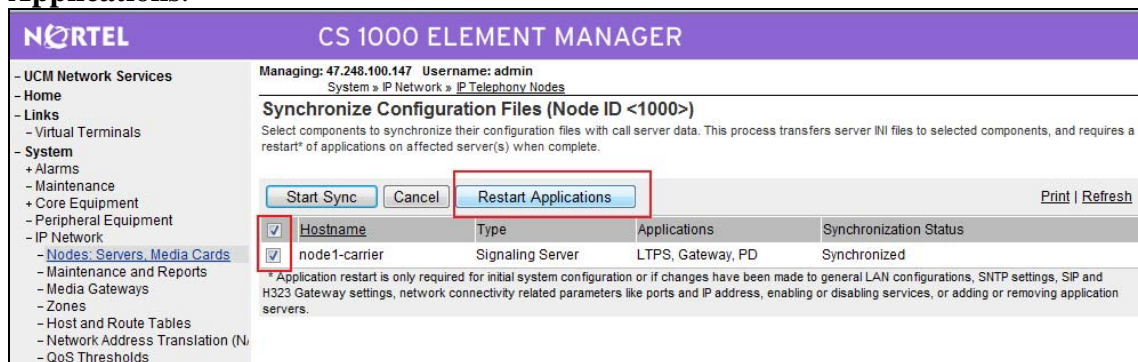 Applications.
NORTEL
CS 1000 ELEMENT MANAGER
- UCM Network Services
- Home
- Links
- Virtual Terminals
- System
+ Alarms
- Maintenance
+ Core Equipment
- Peripheral Equipment
- IP Network
- Nodes: Servers, Media Cards
- Maintenance and Reports
- Media Gateways
- Zones
- Host and Route Tables
- Network Address Translation (N
- QoS Thresholds
Managing: 47.248.100.147 Username: admin
System » IP Network » IP Telephony Nodes
Synchronize Configuration Files (Node ID <1000>)
Select components to synchronize their configuration files with call server data. This process transfers server INI files to selected components, and requires a
restart* of applications on affected server(s) when complete.
Start Sync Cancel Restart Applications Print | Refresh
Hostname Type Applications Synchronization Status
node1-carrier Signaling Server LTPS, Gateway, PD Synchronized
* Application restart is only required for initial system configuration or if changes have been made to general LAN configurations, SNTP settings, SIP and
H323 Gateway settings, network connectivity related parameters like ports and IP address, enabling or disabling services, or adding or removing application
servers.